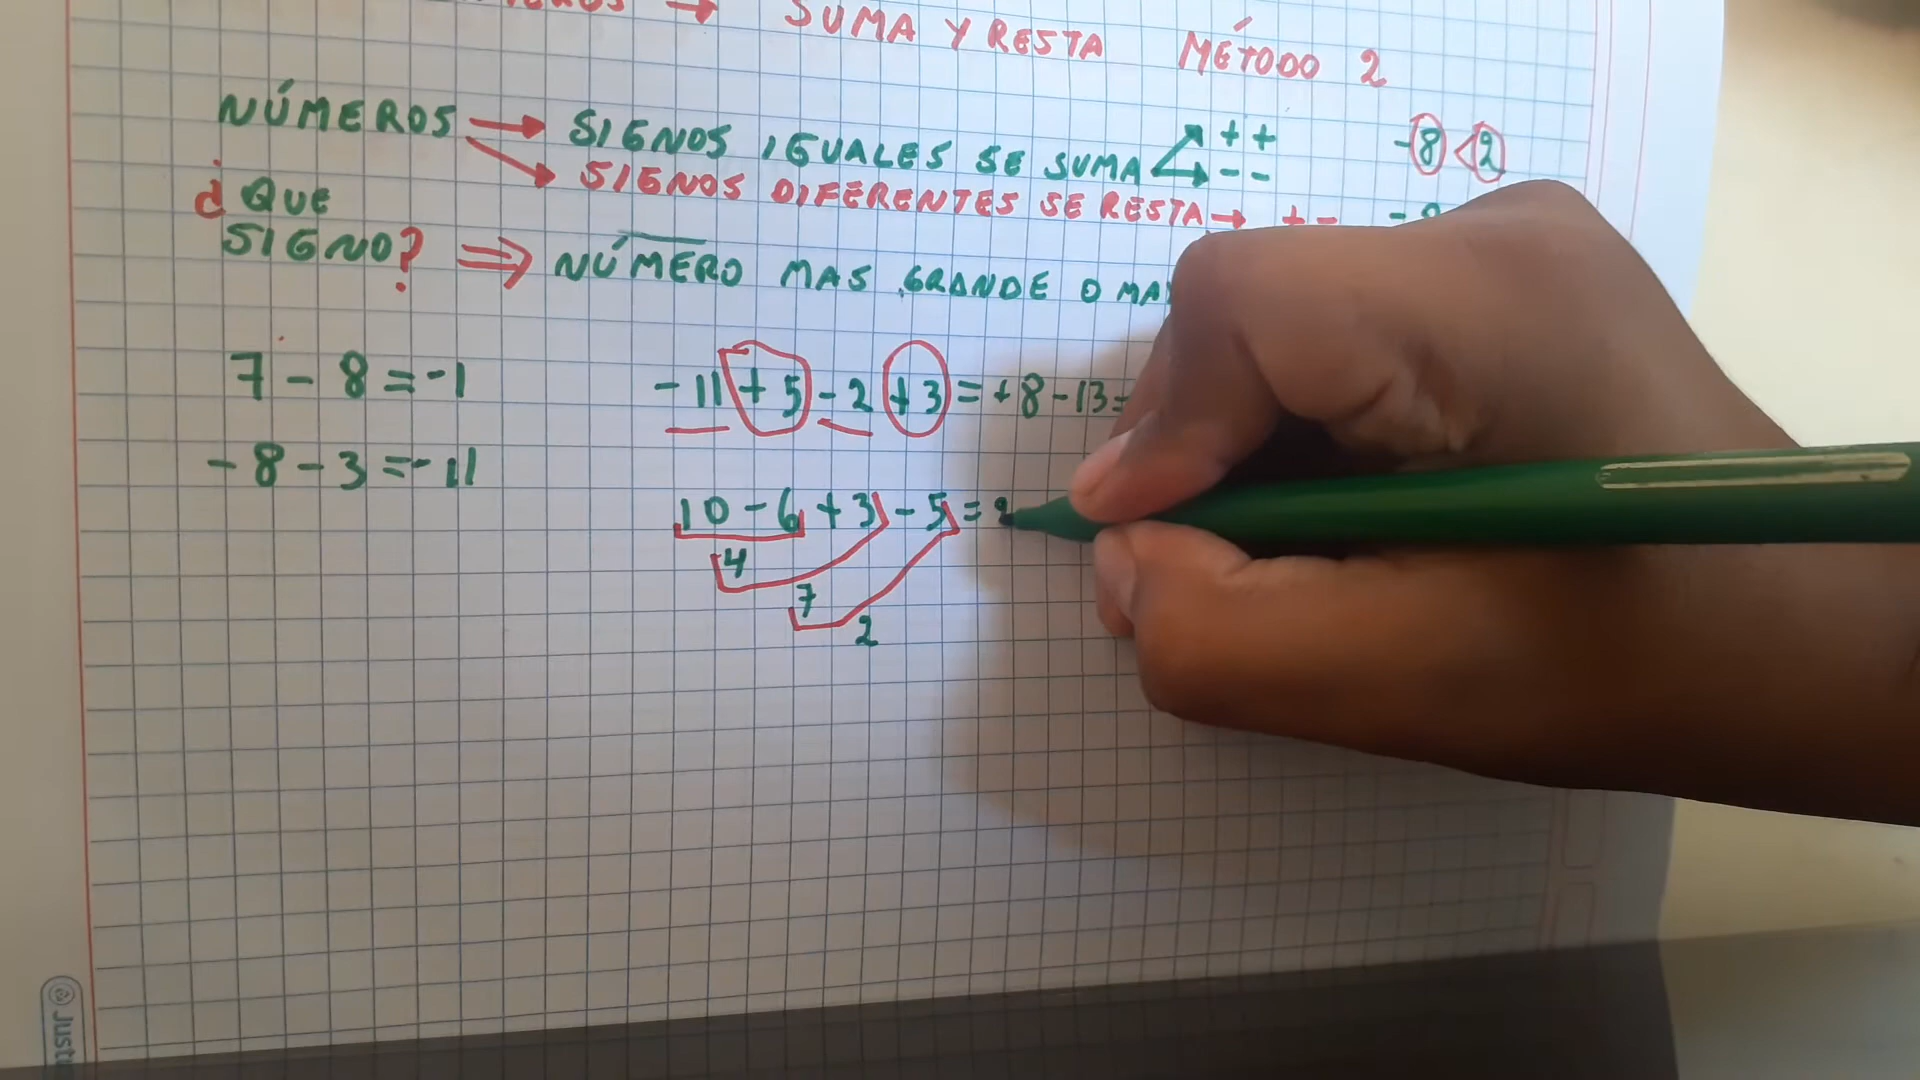 SUMA Y RESTA MÉTODO 2
NÚMEROS → SIGNOS IGUALES SE SUMA + +
- -
-8 < 2
→ SIGNOS DIFERENTES SE RESTA → + -
¿QUE
SIGNO? ⇒ NÚMERO MAS GRANDE O
7 - 8 = -1
-11 + 5 - 2 + 3 = +8 - 13 =
-8 - 3 = -11
10 - 6 + 3 - 5 = 2
4
7
2